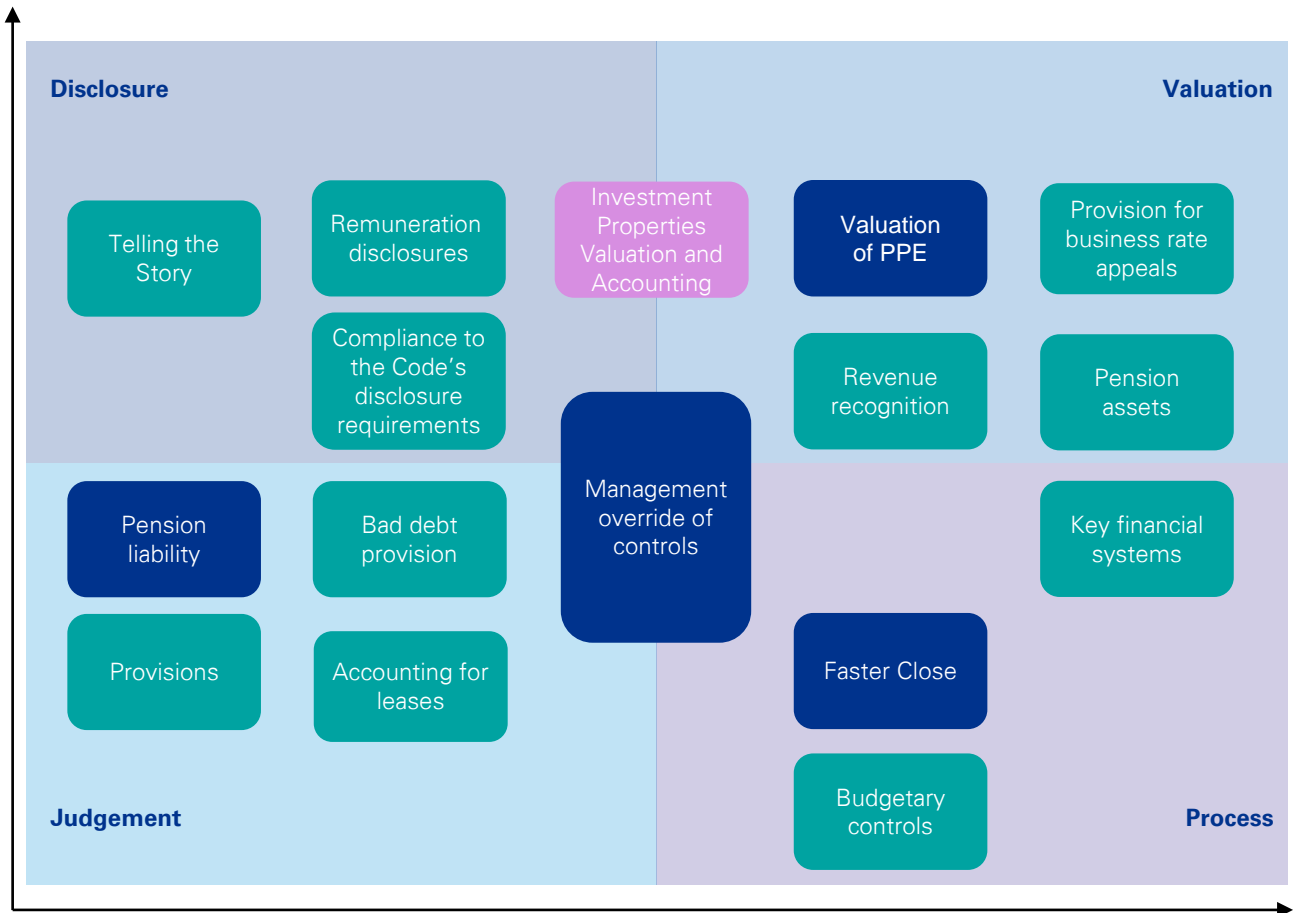 Disclosure
Valuation
Telling the
Story
Remuneration
disclosures
Investment
Properties
Valuation and
Accounting
Valuation
of PPE
Provision for
business rate
appeals
Compliance to
the Code’s
disclosure
requirements
Revenue
recognition
Pension
assets
Management
override of
controls
Pension
liability
Bad debt
provision
Key financial
systems
Provisions
Accounting for
leases
Faster Close
Budgetary
controls
Judgement
Process